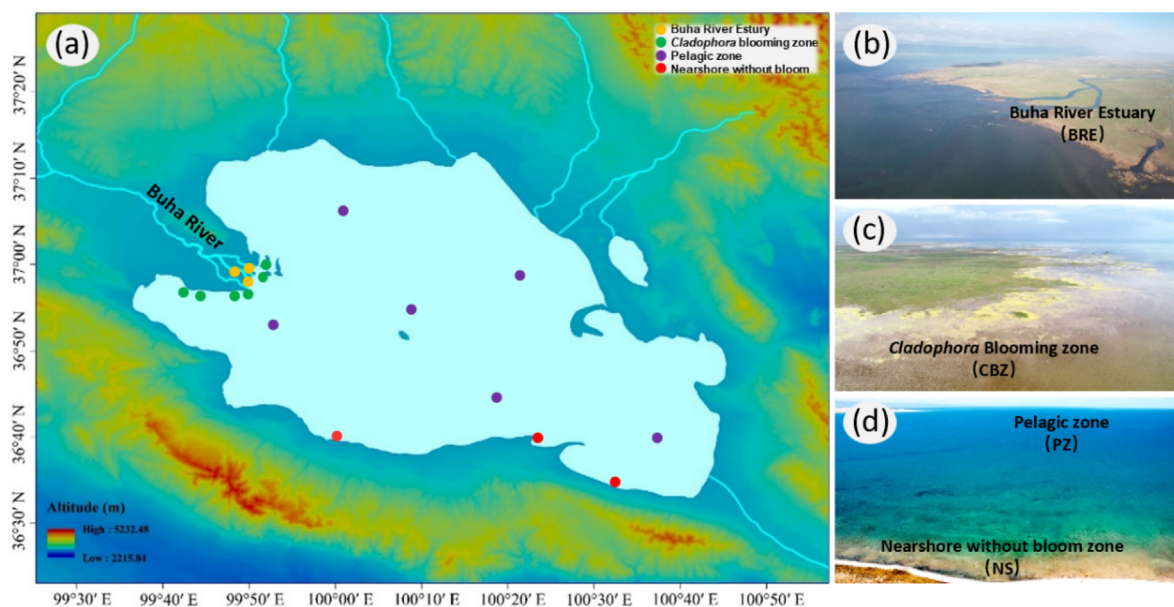 (a)
Buha River Estury
Cladophora blooming zone
Pelagic zone
Nearshore without bloom
37°20′ N
37°10′ N
37°00′ N
36°50′ N
36°40′ N
36°30′ N
Buha River
Altitude (m)
High : 5232.48
Low : 2215.84
99°30′ E
99°40′ E
99°50′ E
100°00′ E
100°10′ E
100°20′ E
100°30′ E
100°40′ E
100°50′ E
(b)
Buha River Estuary
(BRE)
(c)
Cladophora Blooming zone
(CBZ)
(d)
Pelagic zone
(PZ)
Nearshore without bloom zone
(NS)